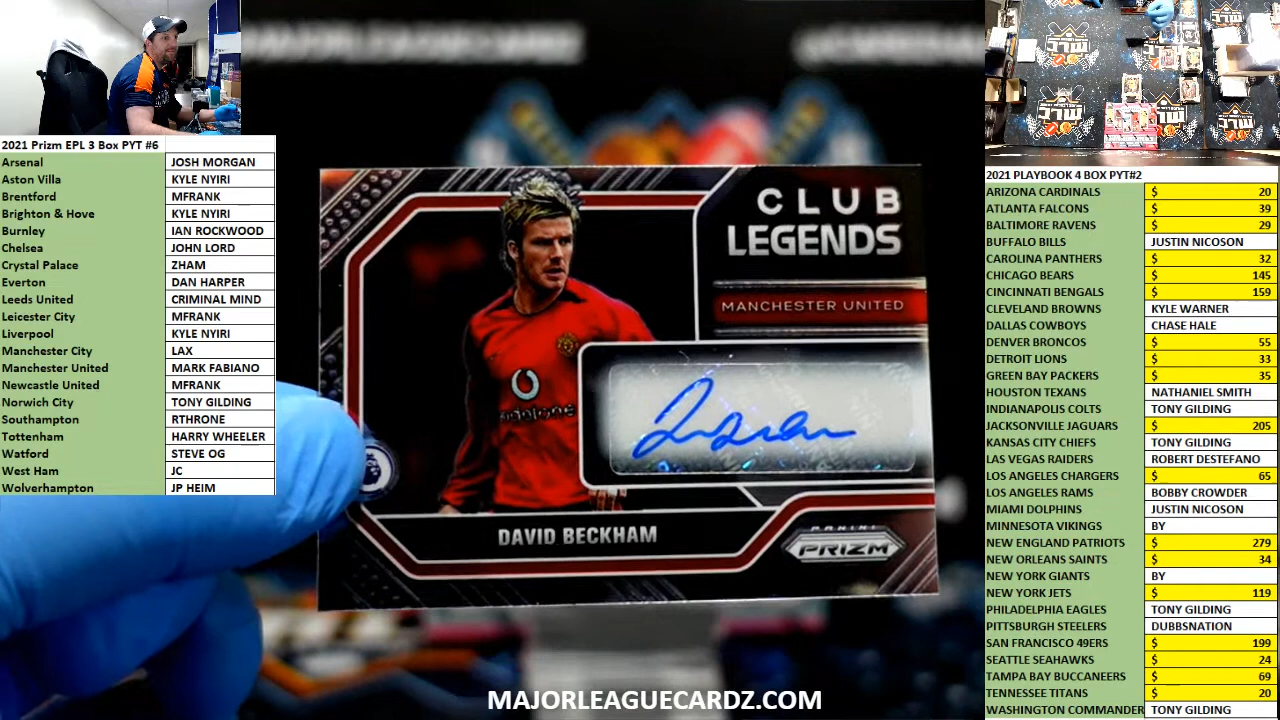 2021 Prizm EPL 3 Box PYT #6
Arsenal JOSH MORGAN
Aston Villa KYLE NYIRI
Brentford MFRANK
Brighton & Hove KYLE NYIRI
Burnley IAN ROCKWOOD
Chelsea JOHN LORD
Crystal Palace ZHAM
Everton DAN HARPER
Leeds United CRIMINAL MIND
Leicester City MFRANK
Liverpool KYLE NYIRI
Manchester City LAX
Manchester United MARK FABIANO
Newcastle United MFRANK
Norwich City TONY GILDING
Southampton RTHRONE
Tottenham HARRY WHEELER
Watford STEVE OG
West Ham JC
Wolverhampton JP HEIM
CLUB
LEGENDS
MANCHESTER UNITED
vodafone
DAVID BECKHAM
PANINI
PRIZM
MAJORLEAGUECARDZ.COM
2021 PLAYBOOK 4 BOX PYT#2
ARIZONA CARDINALS $ 20
ATLANTA FALCONS $ 39
BALTIMORE RAVENS $ 29
BUFFALO BILLS JUSTIN NICOSON
CAROLINA PANTHERS $ 32
CHICAGO BEARS $ 145
CINCINNATI BENGALS $ 159
CLEVELAND BROWNS KYLE WARNER
DALLAS COWBOYS CHASE HALE
DENVER BRONCOS $ 55
DETROIT LIONS $ 33
GREEN BAY PACKERS $ 35
HOUSTON TEXANS NATHANIEL SMITH
INDIANAPOLIS COLTS TONY GILDING
JACKSONVILLE JAGUARS $ 205
KANSAS CITY CHIEFS TONY GILDING
LAS VEGAS RAIDERS ROBERT DESTEFANO
LOS ANGELES CHARGERS $ 65
LOS ANGELES RAMS BOBBY CROWDER
MIAMI DOLPHINS JUSTIN NICOSON
MINNESOTA VIKINGS BY
NEW ENGLAND PATRIOTS $ 279
NEW ORLEANS SAINTS $ 34
NEW YORK GIANTS BY
NEW YORK JETS $ 119
PHILADELPHIA EAGLES TONY GILDING
PITTSBURGH STEELERS DUBBSNATION
SAN FRANCISCO 49ERS $ 199
SEATTLE SEAHAWKS $ 24
TAMPA BAY BUCCANEERS $ 69
TENNESSEE TITANS $ 20
WASHINGTON COMMANDER TONY GILDING